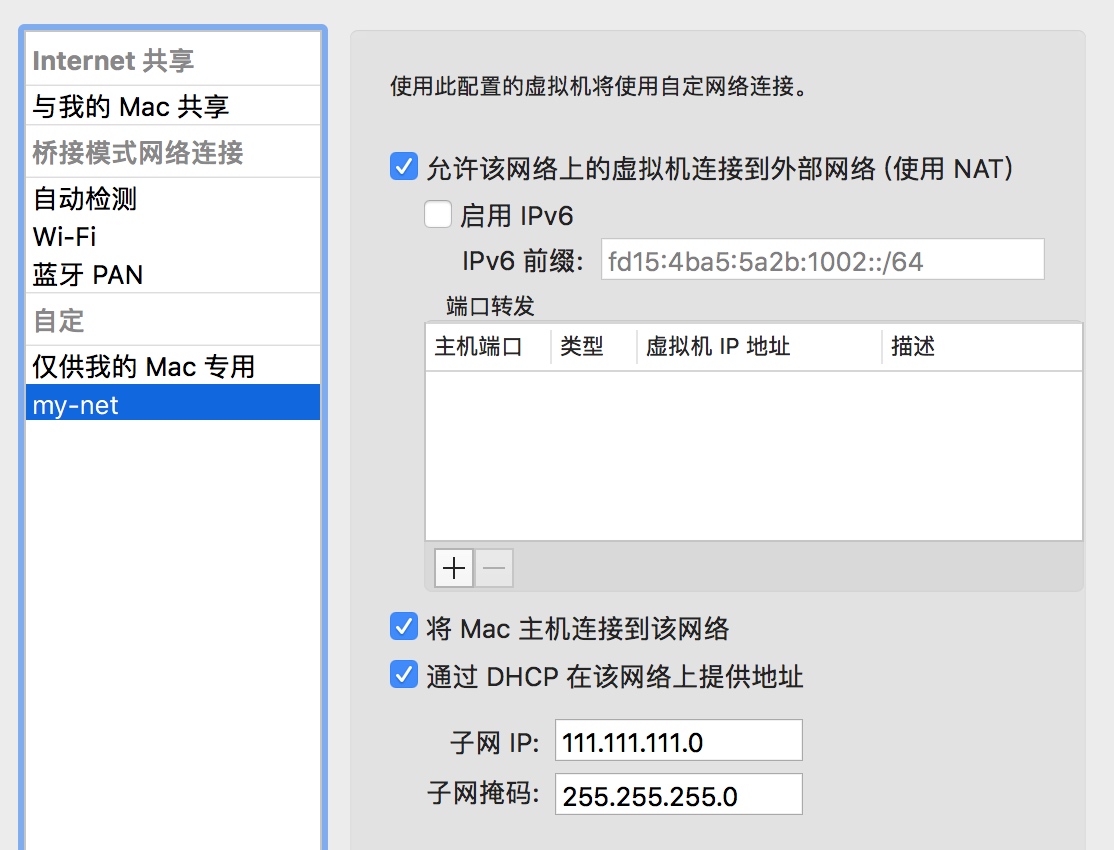 Internet 共享
与我的 Mac 共享
桥接模式网络连接
自动检测
Wi-Fi
蓝牙 PAN
自定
仅供我的 Mac 专用
my-net
使用此配置的虚拟机将使用自定网络连接。
允许该网络上的虚拟机连接到外部网络 (使用 NAT)
启用 IPv6
IPv6 前缀: fd15:4ba5:5a2b:1002::/64
端口转发
主机端口 类型 虚拟机 IP 地址 描述
将 Mac 主机连接到该网络
通过 DHCP 在该网络上提供地址
子网 IP: 111.111.111.0
子网掩码: 255.255.255.0